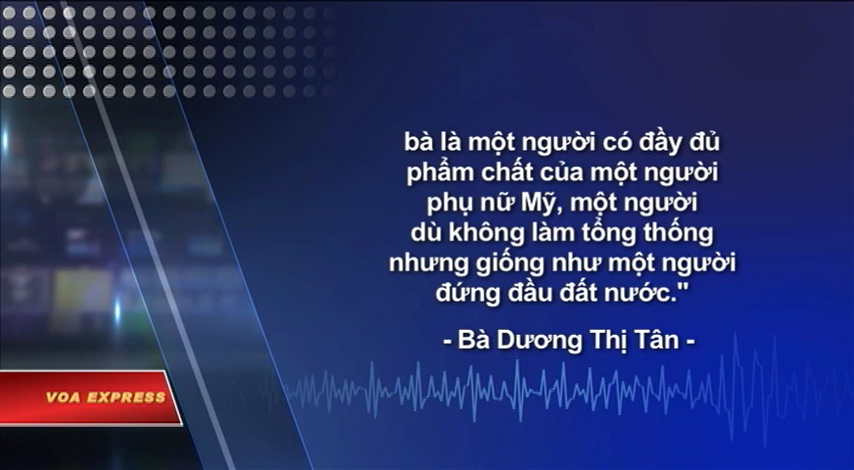 bà là một người có đầy đủ
phẩm chất của một người
phụ nữ Mỹ, một người
dù không làm tổng thống
nhưng giống như một người
đứng đầu đất nước."
- Bà Dương Thị Tân -
VOA EXPRESS